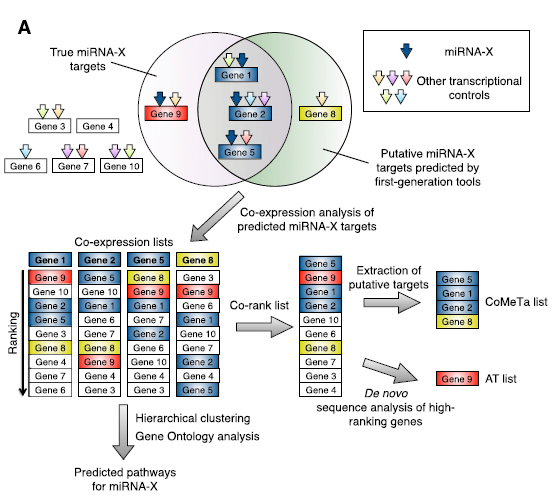 A
True miRNA-X
targets
miRNA-X
Other transcriptional
controls
Gene 1
Gene 9
Gene 2
Gene 8
Gene 5
Gene 3
Gene 4
Gene 6
Gene 7
Gene 10
Putative miRNA-X
targets predicted by
first-generation tools
Co-expression analysis of
predicted miRNA-X targets
Co-expression lists
Ranking
Gene 1 Gene 2 Gene 5 Gene 8
Gene 9 Gene 5 Gene 8 Gene 3
Gene 10 Gene 10 Gene 9 Gene 9
Gene 2 Gene 1 Gene 1 Gene 6
Gene 5 Gene 6 Gene 7 Gene 1
Gene 3 Gene 7 Gene 2 Gene 10
Gene 8 Gene 8 Gene 6 Gene 7
Gene 4 Gene 9 Gene 10 Gene 2
Gene 7 Gene 4 Gene 4 Gene 4
Gene 6 Gene 3 Gene 3 Gene 5
Co-rank list
Gene 5
Gene 9
Gene 1
Gene 2
Gene 10
Gene 6
Gene 8
Gene 7
Gene 3
Gene 4
Extraction of
putative targets
Gene 5
Gene 1
Gene 2
Gene 8
CoMeTa list
De novo
sequence analysis of high-
ranking genes
Gene 9
AT list
Hierarchical clustering
Gene Ontology analysis
Predicted pathways
for miRNA-X